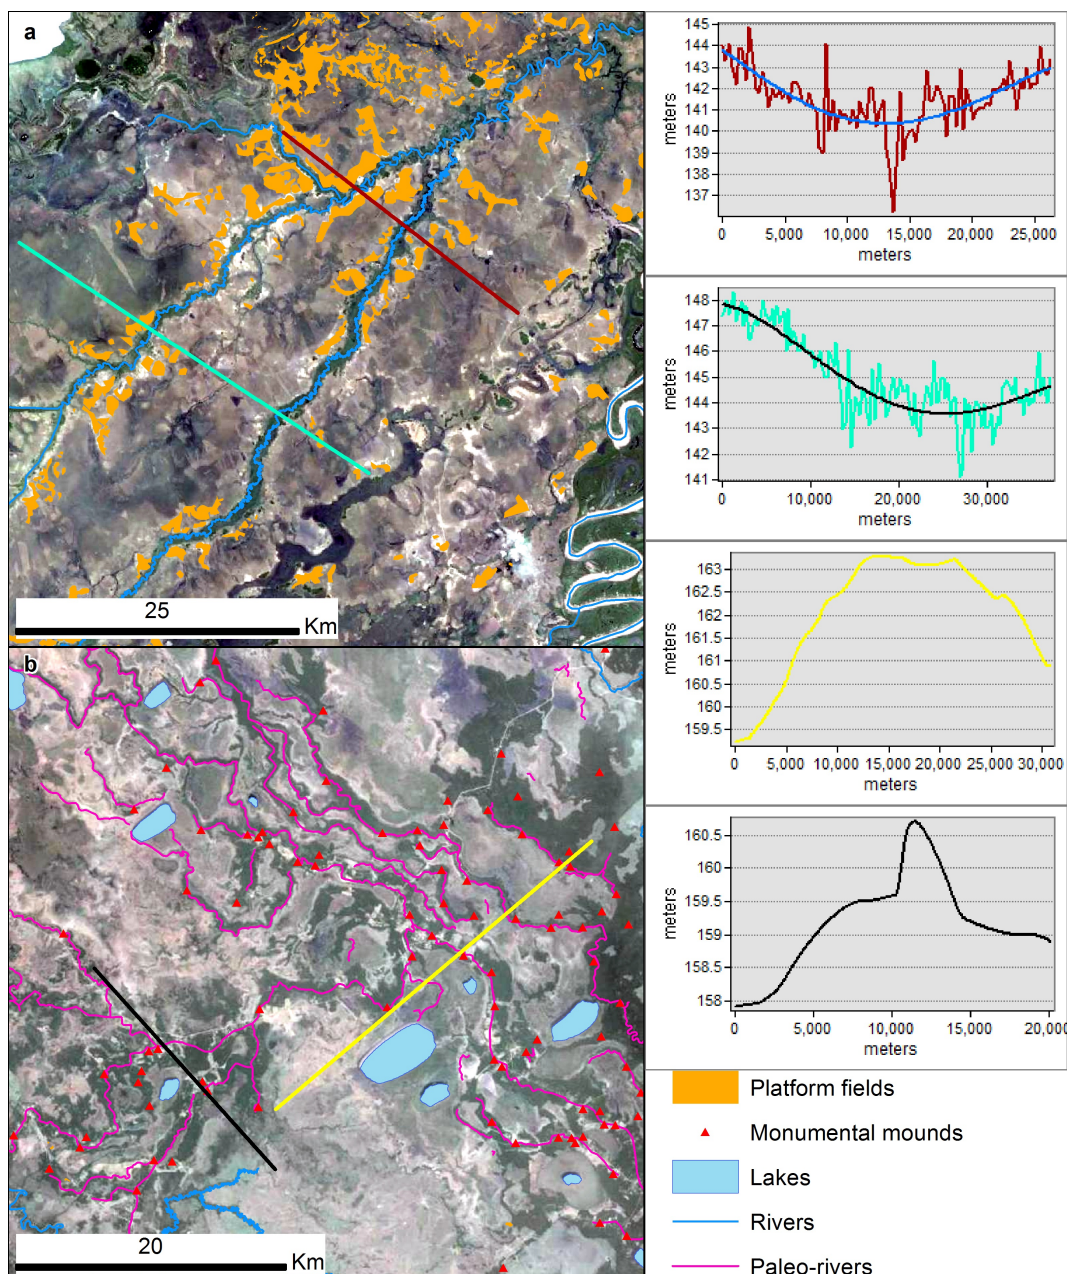 a
25
Km
b
20
Km
145
144
143
142
141
140
139
138
137
meters
0 5,000 10,000 15,000 20,000 25,000
meters
148
147
146
145
144
143
142
141
meters
0 10,000 20,000 30,000
meters
163
162.5
162
161.5
161
160.5
160
159.5
meters
0 5,000 10,000 15,000 20,000 25,000 30,000
meters
160.5
160
159.5
159
158.5
158
meters
0 5,000 10,000 15,000 20,000
meters
Platform fields
Monumental mounds
Lakes
Rivers
Paleo-rivers